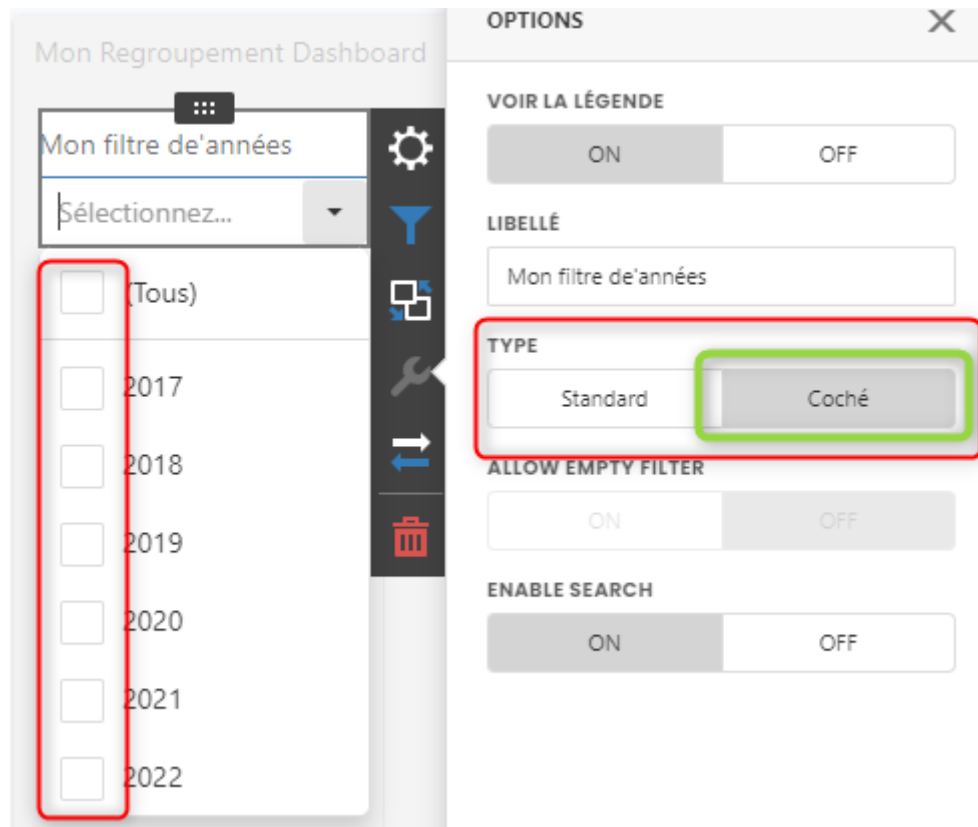 Mon Regroupement Dashboard
Mon filtre de'années
Sélectionnez...
(Tous)
2017
2018
2019
2020
2021
2022
OPTIONS
VOIR LA LÉGENDE
ON OFF
LIBELLÉ
Mon filtre de'années
TYPE
Standard Coché
ALLOW EMPTY FILTER
ON OFF
ENABLE SEARCH
ON OFF